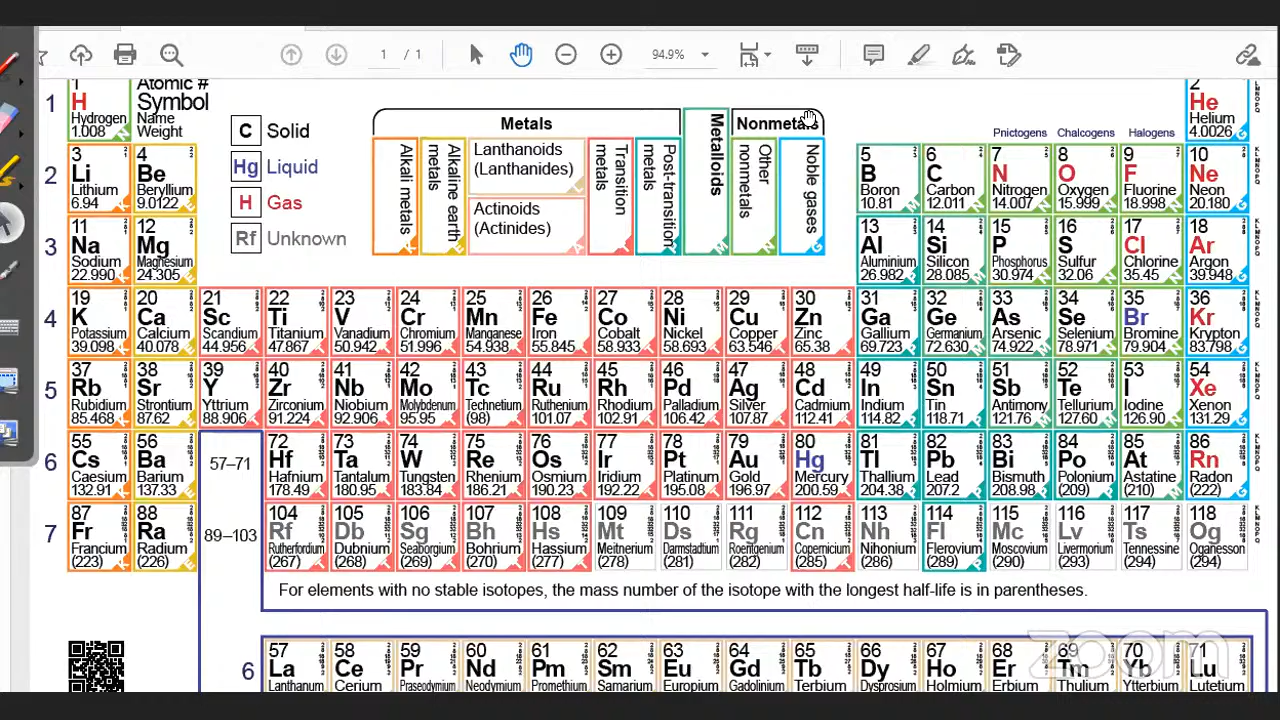 1 / 1
94.9%
1
1
H
Hydrogen
1.008
Atomic #
Symbol
Name
Weight
C Solid
Hg Liquid
H Gas
Rf Unknown
Metals
Alkali metals
Alkaline earth metals
Lanthanoids
(Lanthanides)
Actinoids
(Actinides)
Transition metals
Post-transition metals
Metalloids
Nonmetals
Other nonmetals
Noble gases
Pnictogens Chalcogens Halogens
2
He
Helium
4.0026
2
3 4 5 6 7 8 9 10
Li Be B C N O F Ne
Lithium Beryllium Boron Carbon Nitrogen Oxygen Fluorine Neon
6.94 9.0122 10.81 12.011 14.007 15.999 18.998 20.180
3
11 12 13 14 15 16 17 18
Na Mg Al Si P S Cl Ar
Sodium Magnesium Aluminium Silicon Phosphorus Sulfur Chlorine Argon
22.990 24.305 26.982 28.085 30.974 32.06 35.45 39.948
4
19 20 21 22 23 24 25 26 27 28 29 30 31 32 33 34 35 36
K Ca Sc Ti V Cr Mn Fe Co Ni Cu Zn Ga Ge As Se Br Kr
Potassium Calcium Scandium Titanium Vanadium Chromium Manganese Iron Cobalt Nickel Copper Zinc Gallium Germanium Arsenic Selenium Bromine Krypton
39.098 40.078 44.956 47.867 50.942 51.996 54.938 55.845 58.933 58.693 63.546 65.38 69.723 72.630 74.922 78.971 79.904 83.798
5
37 38 39 40 41 42 43 44 45 46 47 48 49 50 51 52 53 54
Rb Sr Y Zr Nb Mo Tc Ru Rh Pd Ag Cd In Sn Sb Te I Xe
Rubidium Strontium Yttrium Zirconium Niobium Molybdenum Technetium Ruthenium Rhodium Palladium Silver Cadmium Indium Tin Antimony Tellurium Iodine Xenon
85.468 87.62 88.906 91.224 92.906 95.95 (98) 101.07 102.91 106.42 107.87 112.41 114.82 118.71 121.76 127.60 126.90 131.29
6
55 56 57–71 72 73 74 75 76 77 78 79 80 81 82 83 84 85 86
Cs Ba Hf Ta W Re Os Ir Pt Au Hg Tl Pb Bi Po At Rn
Caesium Barium Hafnium Tantalum Tungsten Rhenium Osmium Iridium Platinum Gold Mercury Thallium Lead Bismuth Polonium Astatine Radon
132.91 137.33 178.49 180.95 183.84 186.21 190.23 192.22 195.08 196.97 200.59 204.38 207.2 208.98 (209) (210) (222)
7
87 88 89–103 104 105 106 107 108 109 110 111 112 113 114 115 116 117 118
Fr Ra Rf Db Sg Bh Hs Mt Ds Rg Cn Nh Fl Mc Lv Ts Og
Francium Radium Rutherfordium Dubnium Seaborgium Bohrium Hassium Meitnerium Darmstadtium Roentgenium Copernicium Nihonium Flerovium Moscovium Livermorium Tennessine Oganesson
(223) (226) (267) (268) (269) (270) (277) (278) (281) (282) (285) (286) (289) (290) (293) (294) (294)
For elements with no stable isotopes, the mass number of the isotope with the longest half-life is in parentheses.
6
57 58 59 60 61 62 63 64 65 66 67 68 69 70 71
La Ce Pr Nd Pm Sm Eu Gd Tb Dy Ho Er Tm Yb Lu
Lanthanum Cerium Praseodymium Neodymium Promethium Samarium Europium Gadolinium Terbium Dysprosium Holmium Erbium Thulium Ytterbium Lutetium
zoom